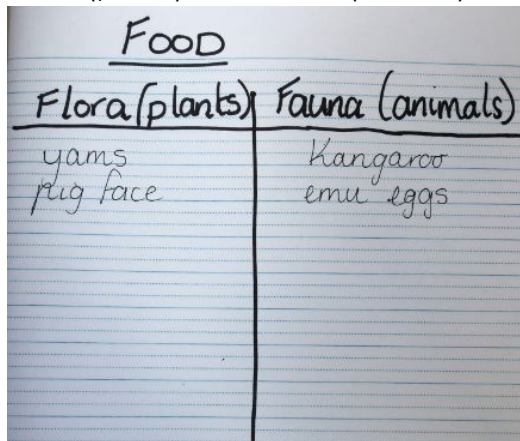 FOOD
Flora (plants) Fauna (animals)
yams Kangaroo
pig face emu eggs